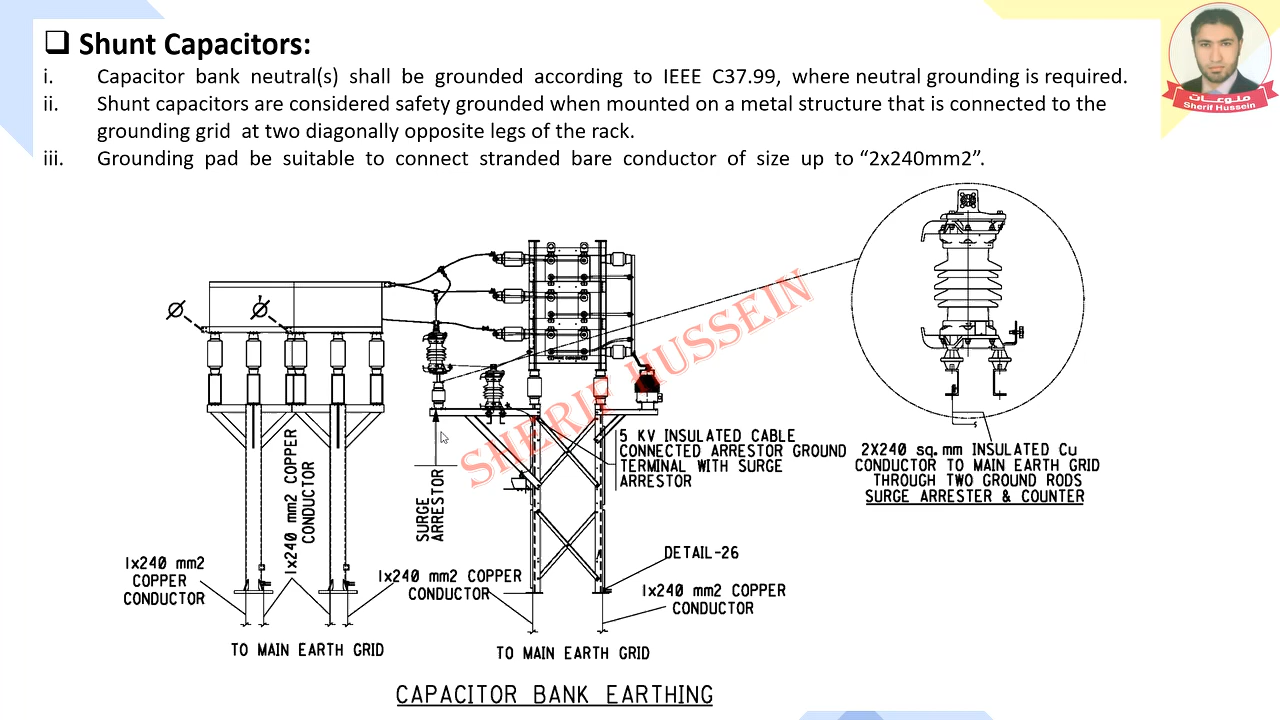 ❑ Shunt Capacitors:
i. Capacitor bank neutral(s) shall be grounded according to IEEE C37.99, where neutral grounding is required.
ii. Shunt capacitors are considered safety grounded when mounted on a metal structure that is connected to the
grounding grid at two diagonally opposite legs of the rack.
iii. Grounding pad be suitable to connect stranded bare conductor of size up to “2x240mm2”.
ملوعات
Sherif Hussein
SHERIF HUSSEIN
5 KV INSULATED CABLE
CONNECTED ARRESTOR GROUND
TERMINAL WITH SURGE
ARRESTOR
2X240 sq.mm INSULATED Cu
CONDUCTOR TO MAIN EARTH GRID
THROUGH TWO GROUND RODS
SURGE ARRESTER & COUNTER
1x240 mm2 COPPER
CONDUCTOR
SURGE
ARRESTOR
1x240 mm2
COPPER
CONDUCTOR
1x240 mm2 COPPER
CONDUCTOR
DETAIL-26
1x240 mm2 COPPER
CONDUCTOR
TO MAIN EARTH GRID
TO MAIN EARTH GRID
CAPACITOR BANK EARTHING